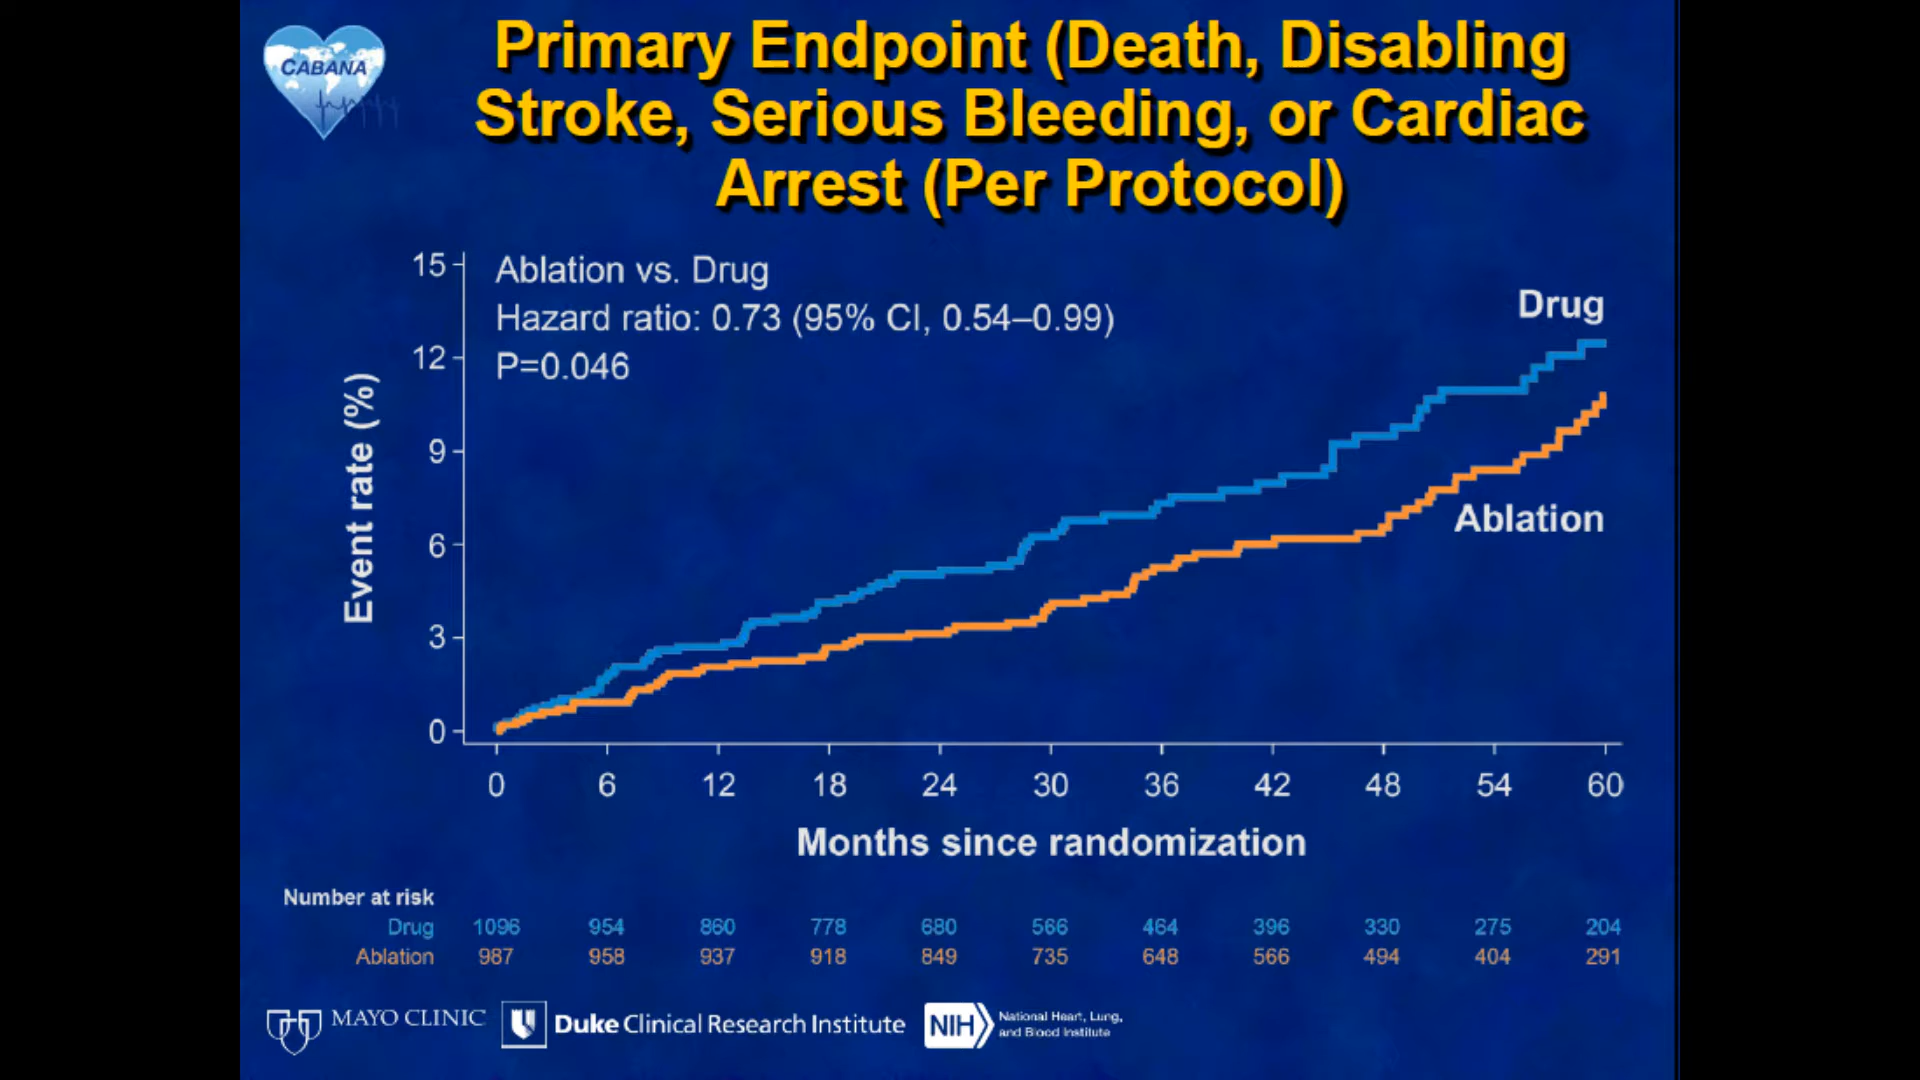 CABANA
Primary Endpoint (Death, Disabling
Stroke, Serious Bleeding, or Cardiac
Arrest (Per Protocol)
Ablation vs. Drug
Hazard ratio: 0.73 (95% CI, 0.54–0.99)
P=0.046
Drug
Ablation
Event rate (%)
15
12
9
6
3
0
0 6 12 18 24 30 36 42 48 54 60
Months since randomization
Number at risk
Drug 1096 954 860 778 680 566 464 396 330 275 204
Ablation 987 958 937 918 849 735 648 566 494 404 291
MAYO CLINIC
Duke Clinical Research Institute
NIH
National Heart, Lung,
and Blood Institute